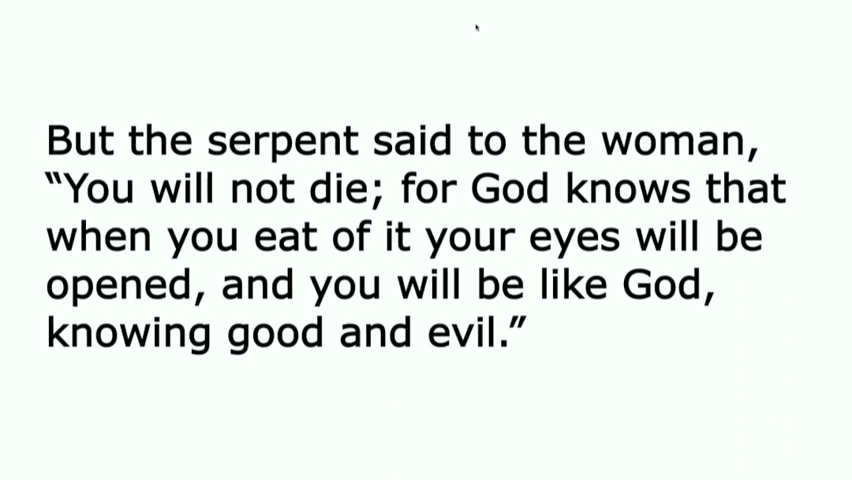 But the serpent said to the woman,
“You will not die; for God knows that
when you eat of it your eyes will be
opened, and you will be like God,
knowing good and evil.”